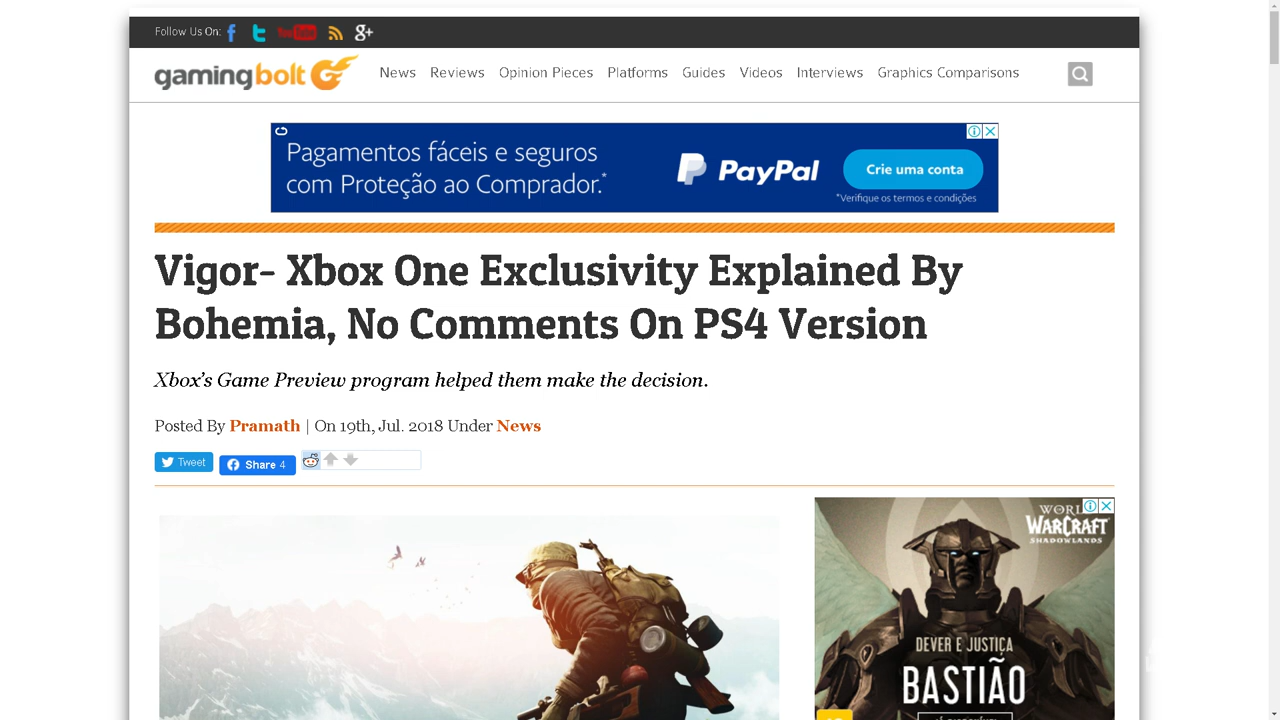 Follow Us On:
You Tube
g+
gamingbolt
News Reviews Opinion Pieces Platforms Guides Videos Interviews Graphics Comparisons
Pagamentos fáceis e seguros
com Proteção ao Comprador.*
PayPal
Crie uma conta
*Verifique os termos e condições
Vigor- Xbox One Exclusivity Explained By
Bohemia, No Comments On PS4 Version
Xbox's Game Preview program helped them make the decision.
Posted By Pramath | On 19th, Jul. 2018 Under News
Tweet Share 4
WORLD
WARCRAFT
SHADOWLANDS
DEVER E JUSTIÇA
BASTIÃO